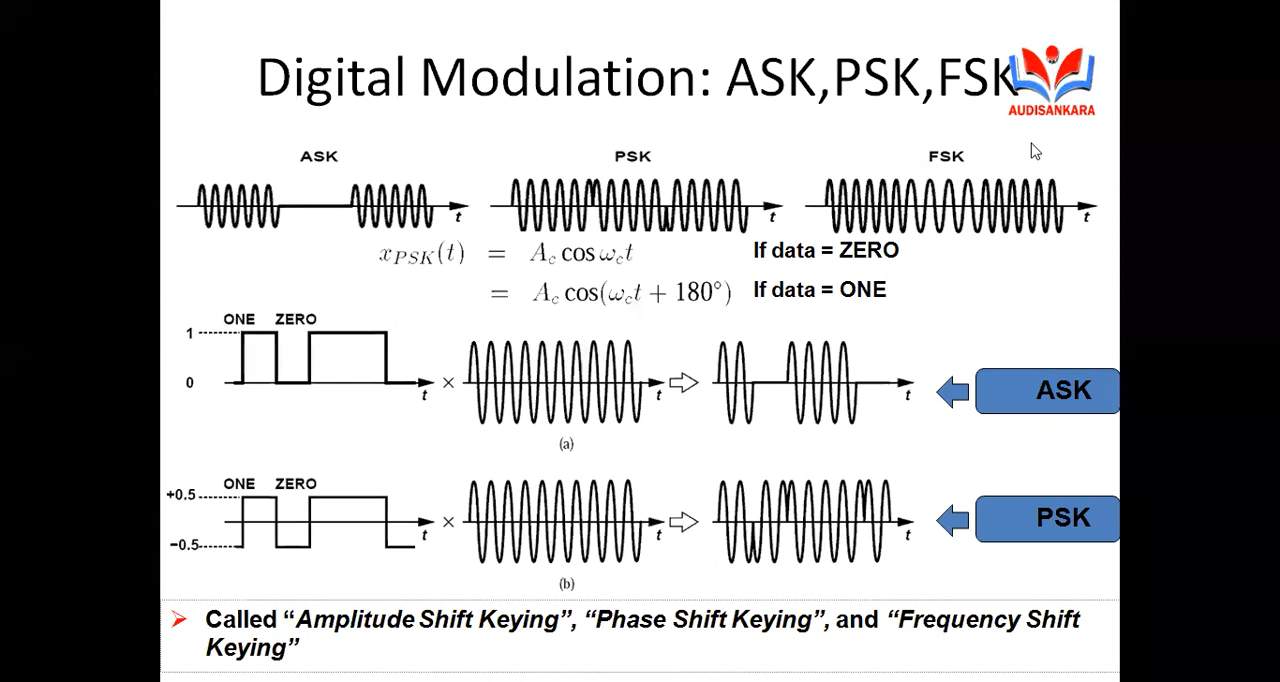 Digital Modulation: ASK,PSK,FSK
AUDISANKARA
ASK PSK FSK
t t t
x_PSK(t) = A_c cos ω_c t If data = ZERO
= A_c cos(ω_c t + 180°) If data = ONE
ONE ZERO
1
0 t × t t ASK
(a)
ONE ZERO
+0.5
−0.5 t × t t PSK
(b)
Called “Amplitude Shift Keying”, “Phase Shift Keying”, and “Frequency Shift
Keying”